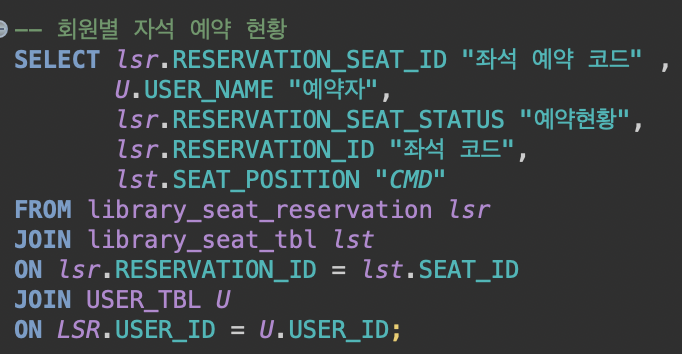 -- 회원별 자석 예약 현황
SELECT lsr.RESERVATION_SEAT_ID "좌석 예약 코드" ,
U.USER_NAME "예약자",
lsr.RESERVATION_SEAT_STATUS "예약현황",
lsr.RESERVATION_ID "좌석 코드",
lst.SEAT_POSITION "CMD"
FROM library_seat_reservation lsr
JOIN library_seat_tbl lst
ON lsr.RESERVATION_ID = lst.SEAT_ID
JOIN USER_TBL U
ON LSR.USER_ID = U.USER_ID;